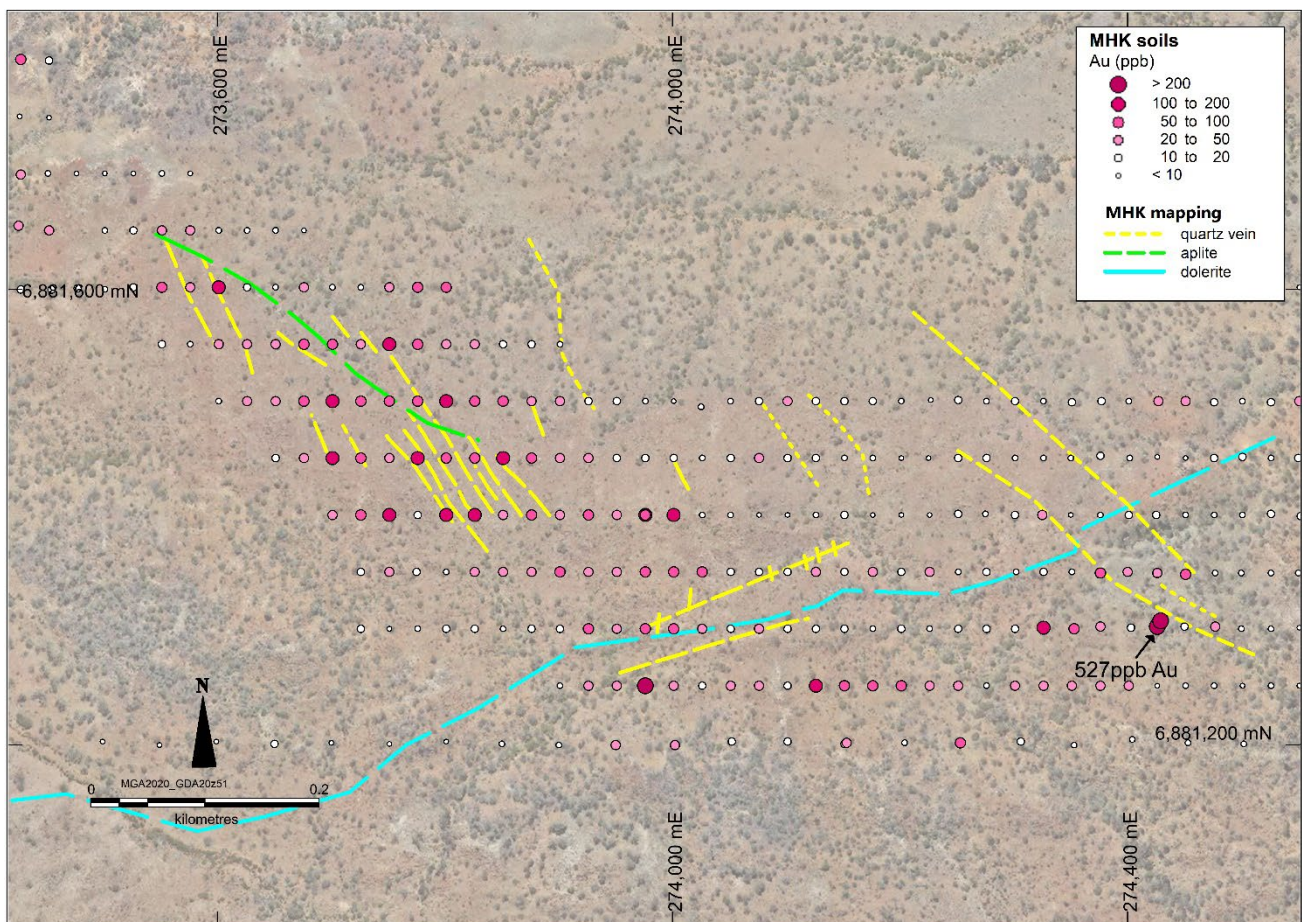 273,600 mE
274,000 mE
MHK soils
Au (ppb)
> 200
100 to 200
50 to 100
20 to 50
10 to 20
< 10
MHK mapping
quartz vein
aplite
dolerite
6,881,600 mN
527ppb Au
N
6,881,200 mN
MGA2020_GDA20z51
0 0.2
kilometres
274,000 mE
274,400 mE